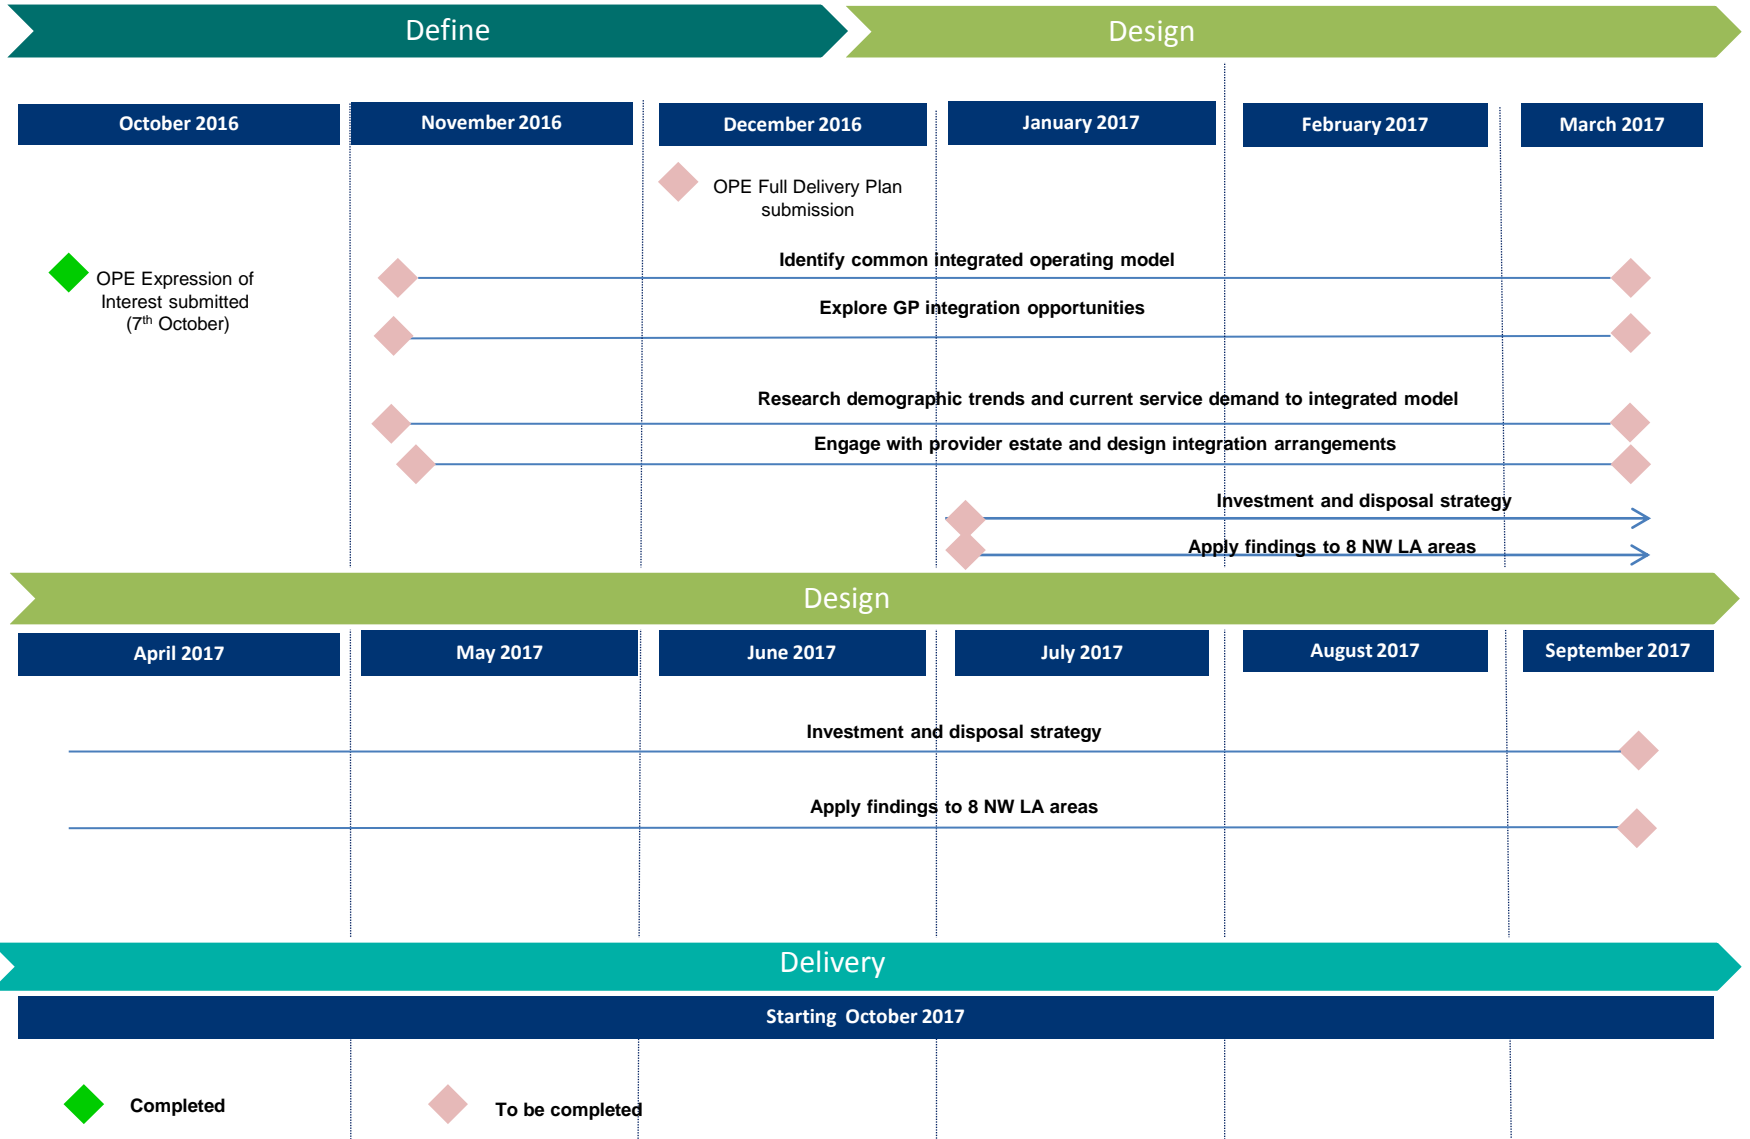 Define
Design
October 2016
November 2016
December 2016
January 2017
February 2017
March 2017
OPE Full Delivery Plan
submission
OPE Expression of
Interest submitted
(7th October)
Identify common integrated operating model
Explore GP integration opportunities
Research demographic trends and current service demand to integrated model
Engage with provider estate and design integration arrangements
Investment and disposal strategy
Apply findings to 8 NW LA areas
Design
April 2017
May 2017
June 2017
July 2017
August 2017
September 2017
Investment and disposal strategy
Apply findings to 8 NW LA areas
Delivery
Starting October 2017
Completed
To be completed